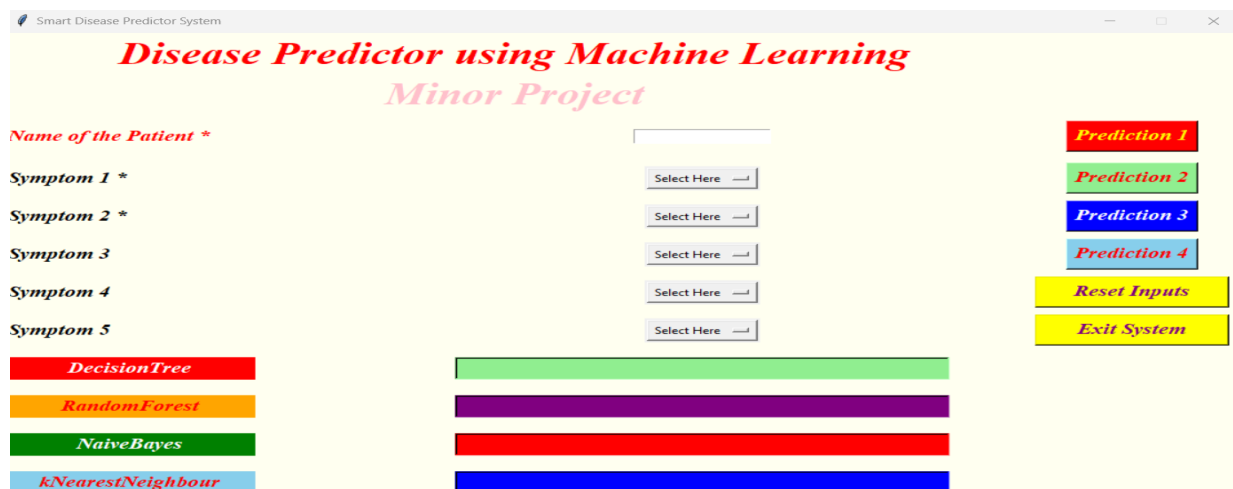 Smart Disease Predictor System
Disease Predictor using Machine Learning
Minor Project
Name of the Patient *
Prediction 1
Symptom 1 *
Select Here
Prediction 2
Symptom 2 *
Select Here
Prediction 3
Symptom 3
Select Here
Prediction 4
Symptom 4
Select Here
Reset Inputs
Symptom 5
Select Here
Exit System
DecisionTree
RandomForest
NaiveBayes
kNearestNeighbour